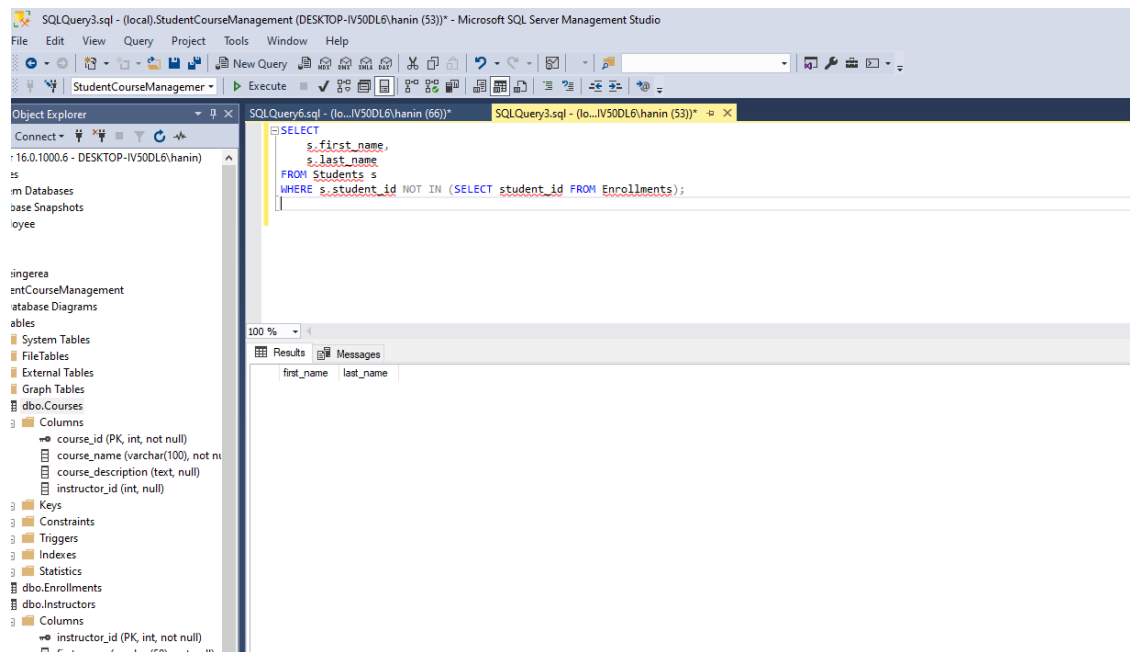 SQLQuery3.sql - (local).StudentCourseManagement (DESKTOP-IV50DL6\hanin (53))* - Microsoft SQL Server Management Studio
File Edit View Query Project Tools Window Help
New Query
StudentCourseManagemer Execute
Object Explorer
Connect
r 16.0.1000.6 - DESKTOP-IV50DL6\hanin)
es
em Databases
base Snapshots
loyee
eingerea
entCourseManagement
atabase Diagrams
ables
System Tables
FileTables
External Tables
Graph Tables
dbo.Courses
Columns
course_id (PK, int, not null)
course_name (varchar(100), not nu
course_description (text, null)
instructor_id (int, null)
Keys
Constraints
Triggers
Indexes
Statistics
dbo.Enrollments
dbo.Instructors
Columns
instructor_id (PK, int, not null)
SQLQuery6.sql - (lo...IV50DL6\hanin (66))* SQLQuery3.sql - (lo...IV50DL6\hanin (53))*
SELECT
s.first_name,
s.last_name
FROM Students s
WHERE s.student_id NOT IN (SELECT student_id FROM Enrollments);
100 %
Results Messages
first_name last_name